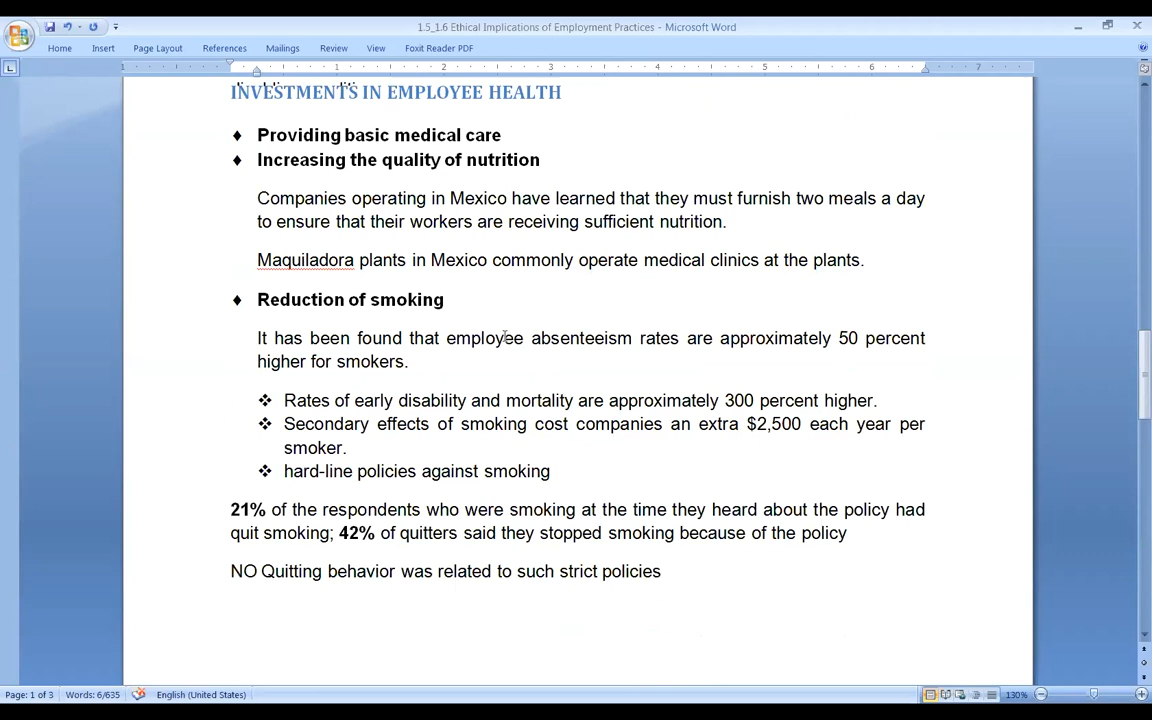 1.5_1.6 Ethical Implications of Employment Practices - Microsoft Word
Home Insert Page Layout References Mailings Review View Foxit Reader PDF
1 1 2 3 4 5 6 7
INVESTMENTS IN EMPLOYEE HEALTH
♦ Providing basic medical care
♦ Increasing the quality of nutrition
Companies operating in Mexico have learned that they must furnish two meals a day
to ensure that their workers are receiving sufficient nutrition.
Maquiladora plants in Mexico commonly operate medical clinics at the plants.
♦ Reduction of smoking
It has been found that employee absenteeism rates are approximately 50 percent
higher for smokers.
❖ Rates of early disability and mortality are approximately 300 percent higher.
❖ Secondary effects of smoking cost companies an extra $2,500 each year per
smoker.
❖ hard-line policies against smoking
21% of the respondents who were smoking at the time they heard about the policy had
quit smoking; 42% of quitters said they stopped smoking because of the policy
NO Quitting behavior was related to such strict policies
Page: 1 of 3 Words: 6/635 English (United States) 130%